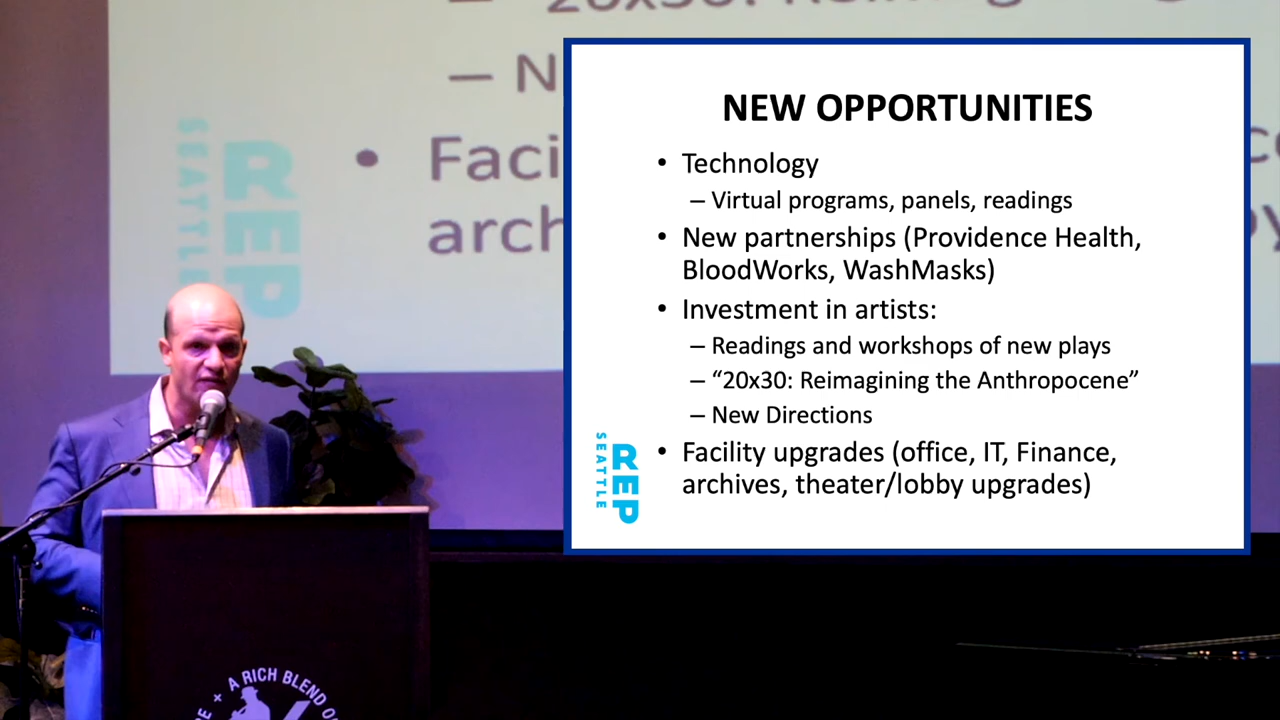 20x30: Reimagining
– N
• Faci
arch
SEATTLE
REP
NEW OPPORTUNITIES
• Technology
– Virtual programs, panels, readings
• New partnerships (Providence Health,
BloodWorks, WashMasks)
• Investment in artists:
– Readings and workshops of new plays
– “20x30: Reimagining the Anthropocene”
– New Directions
• Facility upgrades (office, IT, Finance,
archives, theater/lobby upgrades)
SEATTLE
REP
+ A RICH BLEND